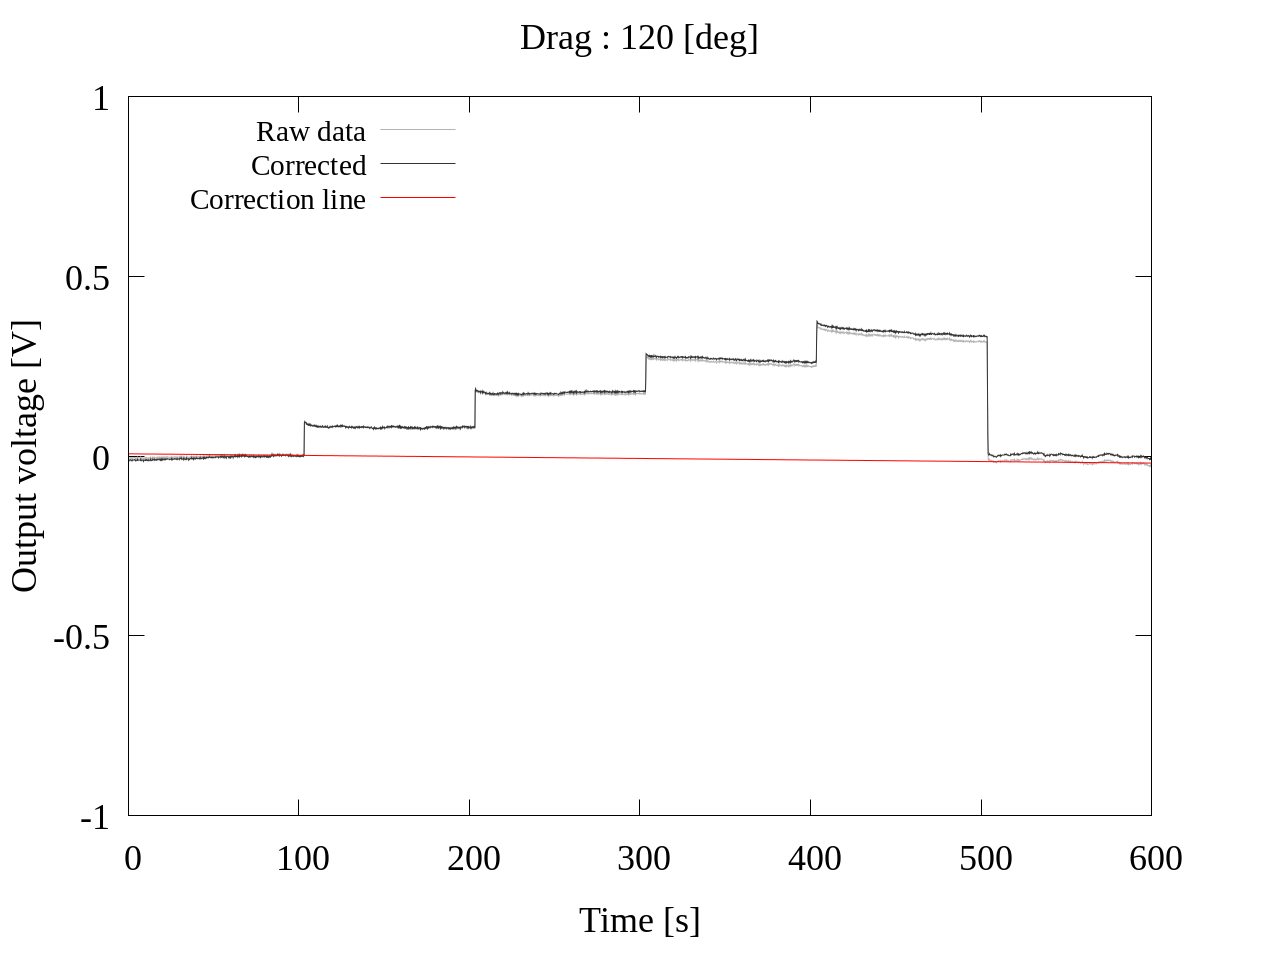 Drag : 120 [deg]
1
0.5
0
-0.5
-1
Raw data
Corrected
Correction line
Output voltage [V]
0 100 200 300 400 500 600
Time [s]